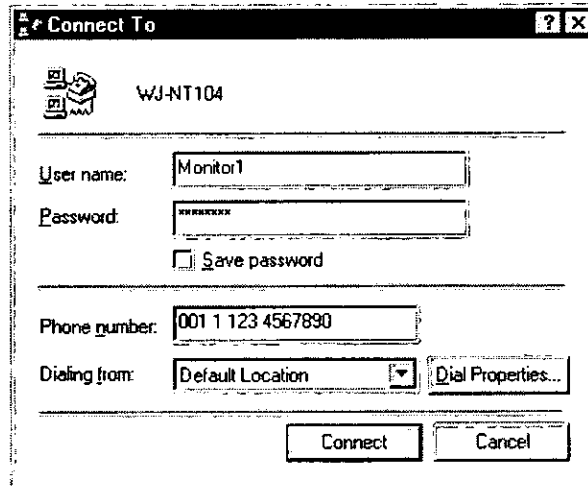 Connect To
WJ-NT104
User name: Monitor1
Password: ********
Save password
Phone number: 001 1 123 4567890
Dialing from: Default Location Dial Properties...
Connect Cancel